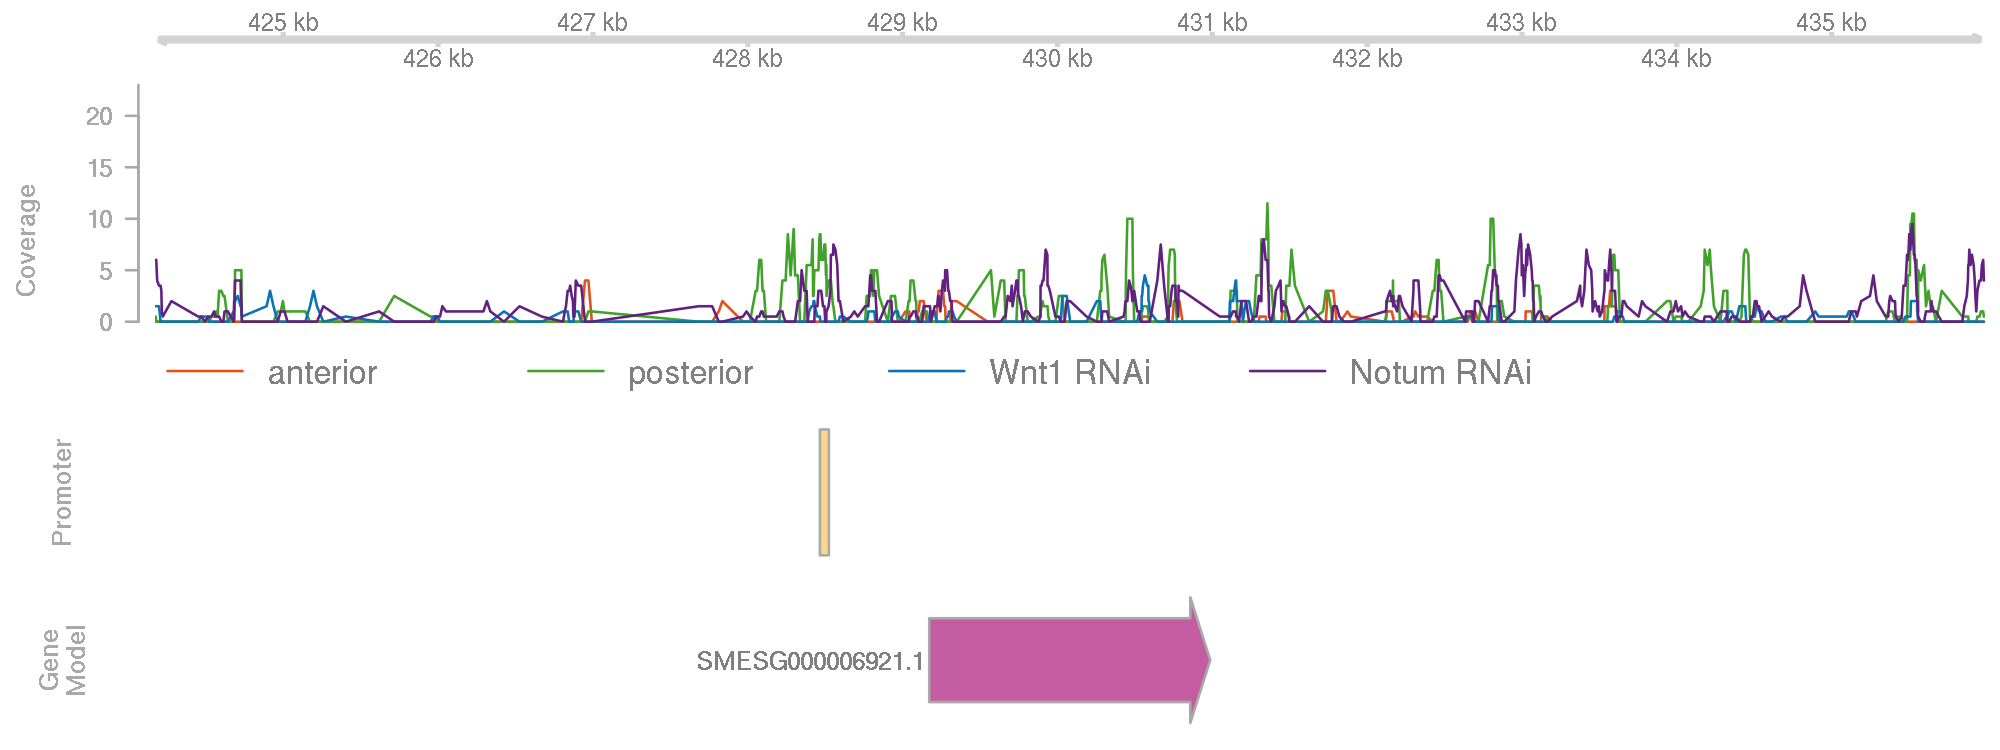 425 kb 427 kb 429 kb 431 kb 433 kb 435 kb
426 kb 428 kb 430 kb 432 kb 434 kb
Coverage
20
15
10
5
0
anterior posterior Wnt1 RNAi Notum RNAi
Promoter
Gene
Model
SMESG000006921.1